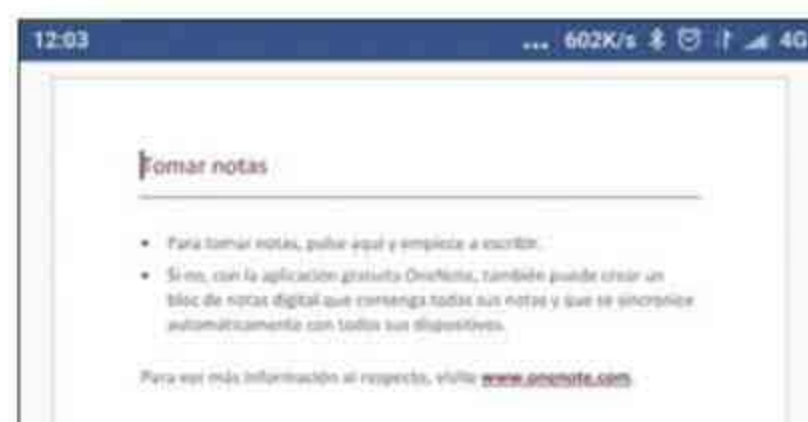 12:03 ... 602K/s 4G
Tomar notas
• Para tomar notas, pulse aquí y empiece a escribir.
• Si no, con la aplicación gratuita OneNote, también puede crear un
bloc de notas digital que contenga todas sus notas y que se sincronice
automáticamente con todos sus dispositivos.
Para ver más información al respecto, visite www.onenote.com.